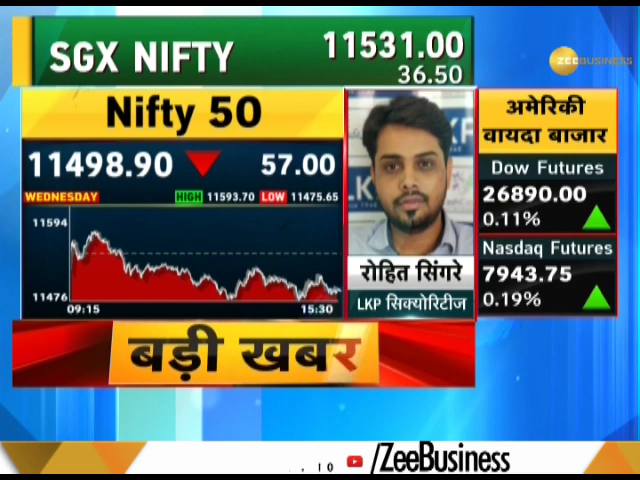 SGX NIFTY
11531.00
36.50
ZEEBUSINESS
Nifty 50
11498.90
57.00
WEDNESDAY
HIGH 11593.70 LOW 11475.65
11594
11476
09:15
15:30
रोहित सिंगरे
LKP सिक्योरिटीज
अमेरिकी
वायदा बाजार
Dow Futures
26890.00
0.11%
Nasdaq Futures
7943.75
0.19%
बड़ी खबर
/ZeeBusiness